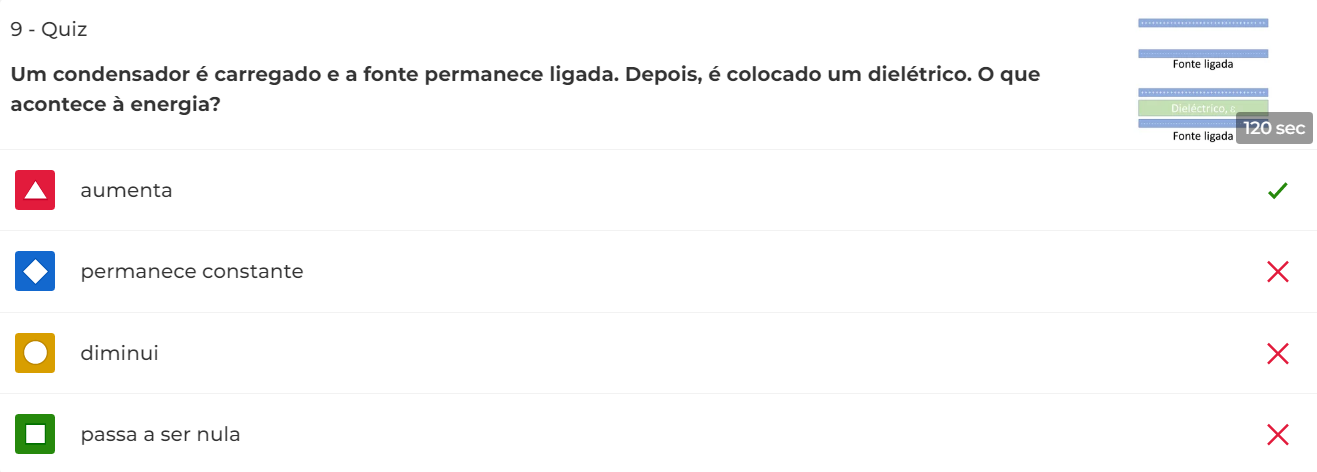 9 - Quiz
Um condensador é carregado e a fonte permanece ligada. Depois, é colocado um dielétrico. O que
acontece à energia?
Fonte ligada
Dieléctrico, ε
Fonte ligada
120 sec
aumenta
permanece constante
diminui
passa a ser nula